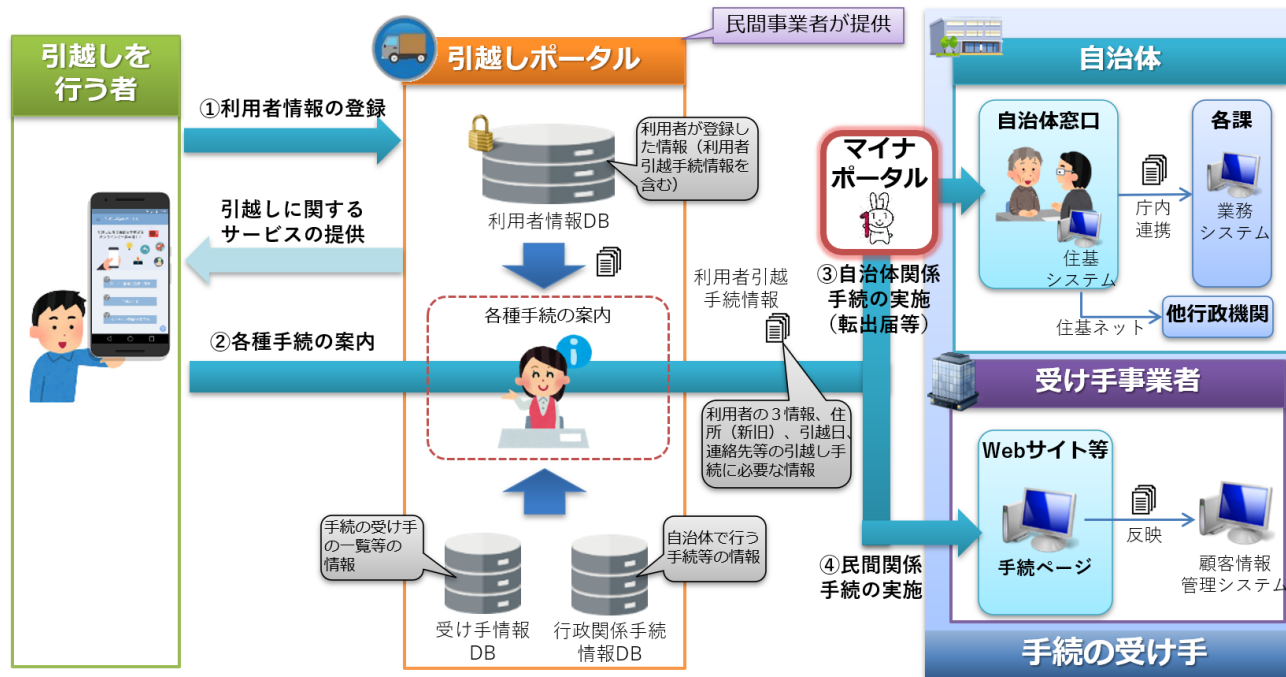 引越しを
行う者
①利用者情報の登録
引越しに関する
サービスの提供
②各種手続の案内
民間事業者が提供
引越しポータル
利用者が登録し
た情報（利用者
引越手続情報を
含む）
利用者情報DB
各種手続の案内
手続の受け手
の一覧等の
情報
自治体で行う
手続等の情報
受け手情報
DB
行政関係手続
情報DB
利用者引越
手続情報
利用者の３情報、住
所（新旧）、引越日、
連絡先等の引越し手
続に必要な情報
マイナ
ポータル
③自治体関係
手続の実施
（転出届等）
④民間関係
手続の実施
自治体
自治体窓口
住基
システム
庁内
連携
各課
業務
システム
住基ネット
他行政機関
受け手事業者
Webサイト等
手続ページ
反映
顧客情報
管理システム
手続の受け手